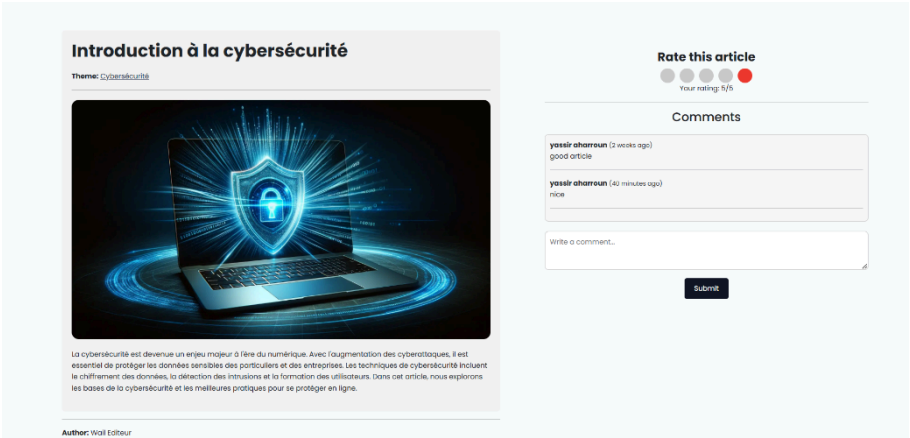 Introduction à la cybersécurité
Theme: Cybersécurité
La cybersécurité est devenue un enjeu majeur à l'ère du numérique. Avec l'augmentation des cyberattaques, il est
essentiel de protéger les données sensibles des particuliers et des entreprises. Les techniques de cybersécurité incluent
le chiffrement des données, la détection des intrusions et la formation des utilisateurs. Dans cet article, nous explorons
les bases de la cybersécurité et les meilleures pratiques pour se protéger en ligne.
Author: Wail Editeur
Rate this article
Your rating: 5/5
Comments
yassir aharroun (2 weeks ago)
good article
yassir aharroun (40 minutes ago)
nice
Write a comment...
Submit